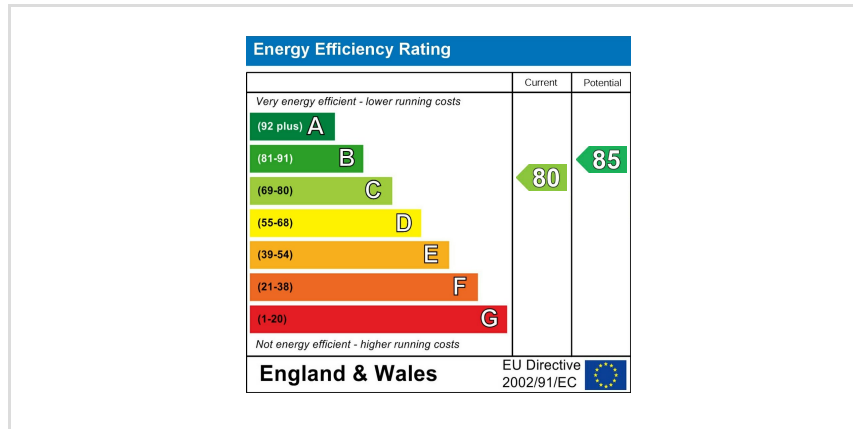 Energy Efficiency Rating
Current Potential
Very energy efficient - lower running costs
(92 plus) A
(81-91) B
(69-80) C
(55-68) D
(39-54) E
(21-38) F
(1-20) G
80
85
Not energy efficient - higher running costs
England & Wales
EU Directive
2002/91/EC